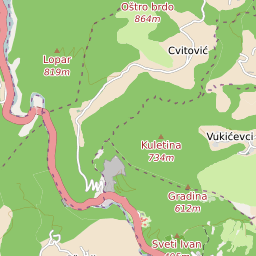 Oštro brdo
864m
Cvitović
Lopar
819m
Kuletina
734m
Vukićevci
Gradina
612m
Sveti Ivan